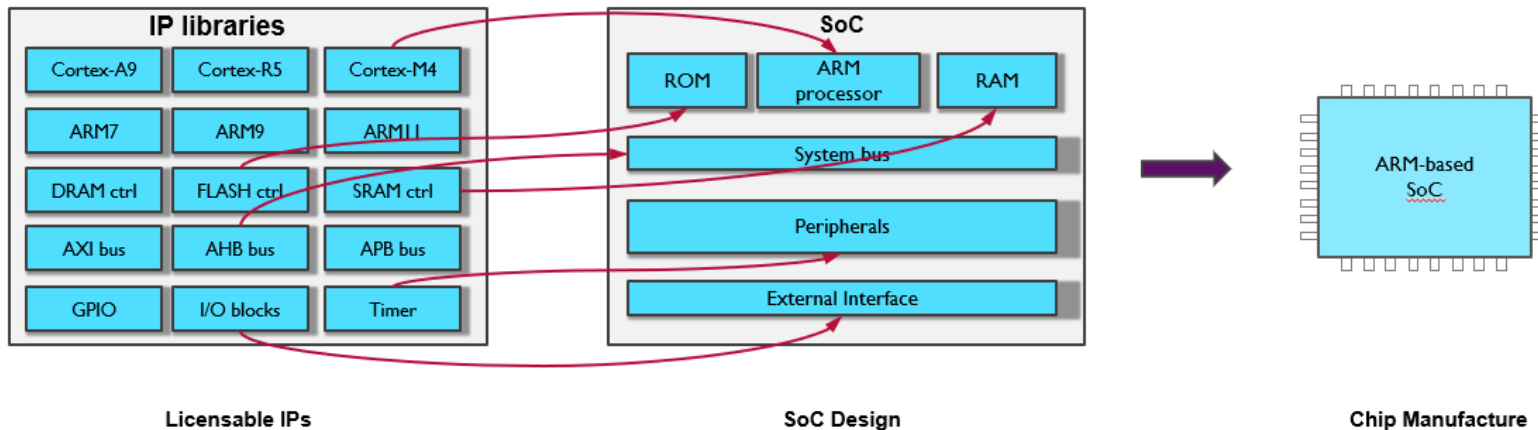 IP libraries
Cortex-A9
Cortex-R5
Cortex-M4
ARM7
ARM9
ARM11
DRAM ctrl
FLASH ctrl
SRAM ctrl
AXI bus
AHB bus
APB bus
GPIO
I/O blocks
Timer
Licensable IPs
SoC
ROM
ARM
processor
RAM
System bus
Peripherals
External Interface
SoC Design
ARM-based
SoC
Chip Manufacture